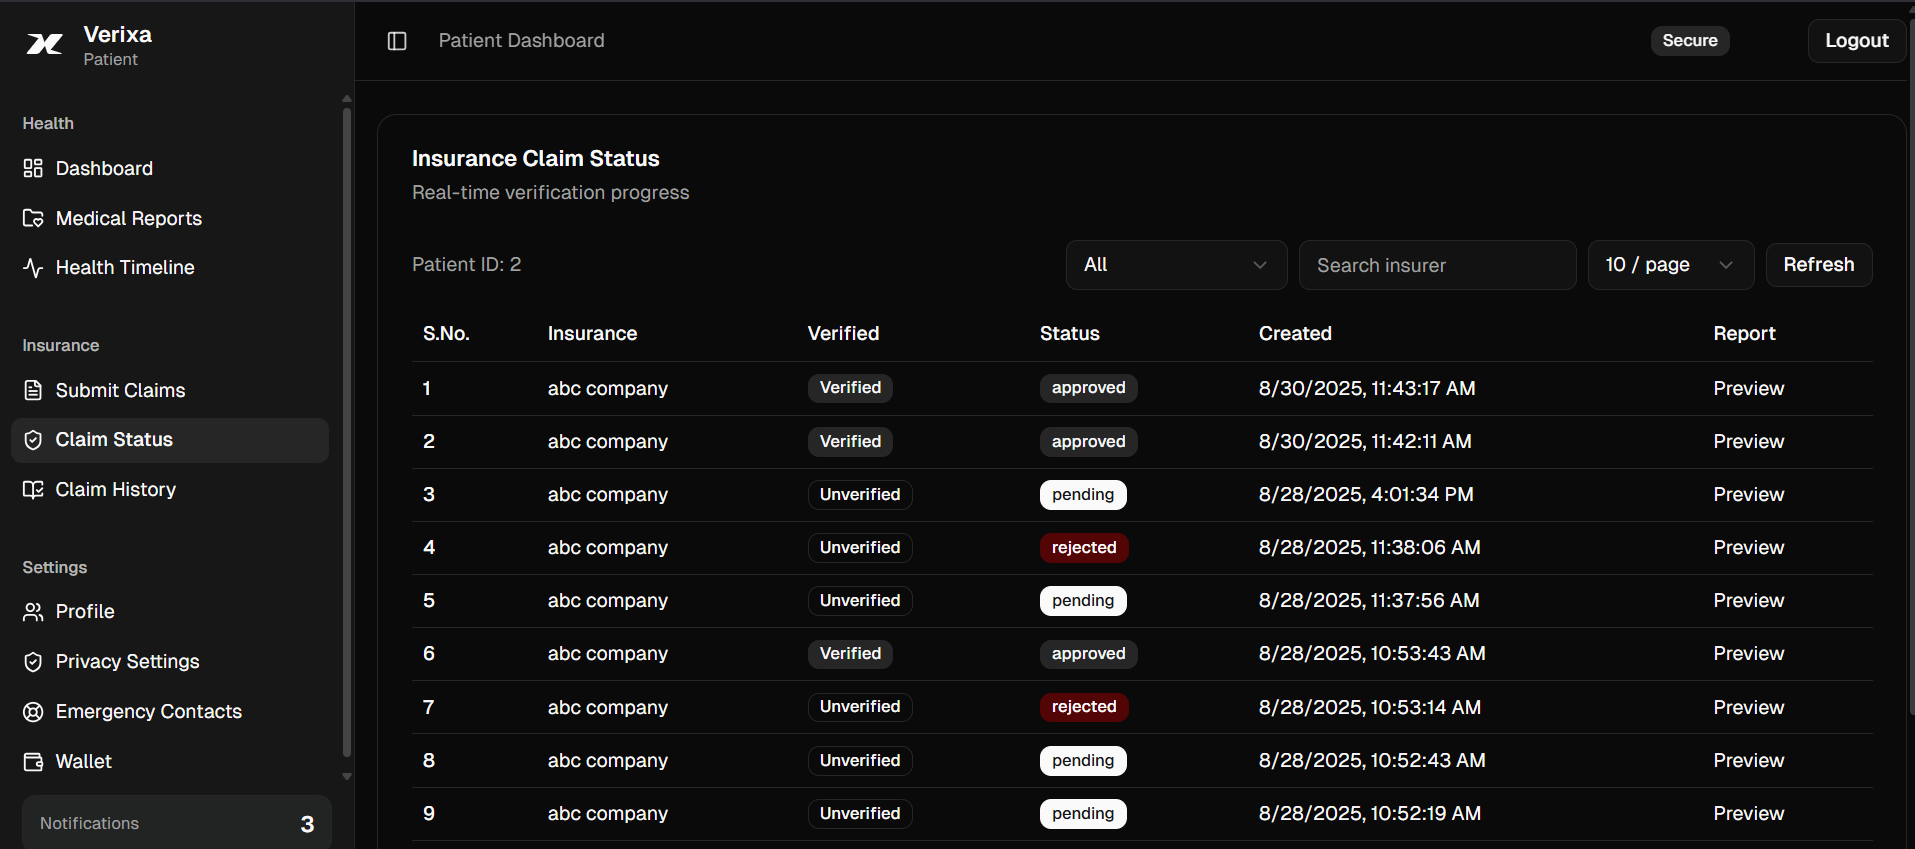 Verixa
Patient
Health
Dashboard
Medical Reports
Health Timeline
Insurance
Submit Claims
Claim Status
Claim History
Settings
Profile
Privacy Settings
Emergency Contacts
Wallet
Notifications 3
Patient Dashboard Secure Logout
Insurance Claim Status
Real-time verification progress
Patient ID: 2 All Search insurer 10 / page Refresh
S.No. Insurance Verified Status Created Report
1 abc company Verified approved 8/30/2025, 11:43:17 AM Preview
2 abc company Verified approved 8/30/2025, 11:42:11 AM Preview
3 abc company Unverified pending 8/28/2025, 4:01:34 PM Preview
4 abc company Unverified rejected 8/28/2025, 11:38:06 AM Preview
5 abc company Unverified pending 8/28/2025, 11:37:56 AM Preview
6 abc company Verified approved 8/28/2025, 10:53:43 AM Preview
7 abc company Unverified rejected 8/28/2025, 10:53:14 AM Preview
8 abc company Unverified pending 8/28/2025, 10:52:43 AM Preview
9 abc company Unverified pending 8/28/2025, 10:52:19 AM Preview